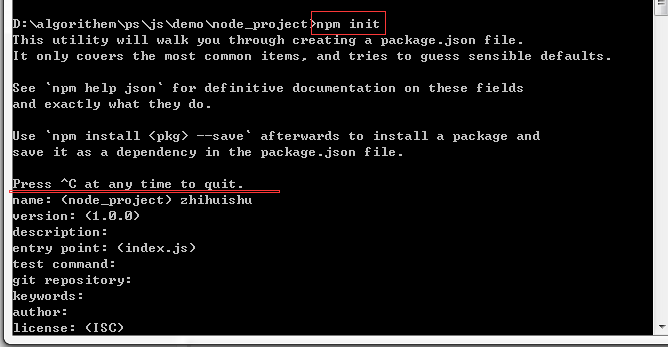 D:\algorithem\ps\js\demo\node_project>npm init
This utility will walk you through creating a package.json file.
It only covers the most common items, and tries to guess sensible defaults.
See `npm help json` for definitive documentation on these fields
and exactly what they do.
Use `npm install <pkg> --save` afterwards to install a package and
save it as a dependency in the package.json file.
Press ^C at any time to quit.
name: (node_project) zhihuishu
version: (1.0.0)
description:
entry point: (index.js)
test command:
git repository:
keywords:
author:
license: (ISC)